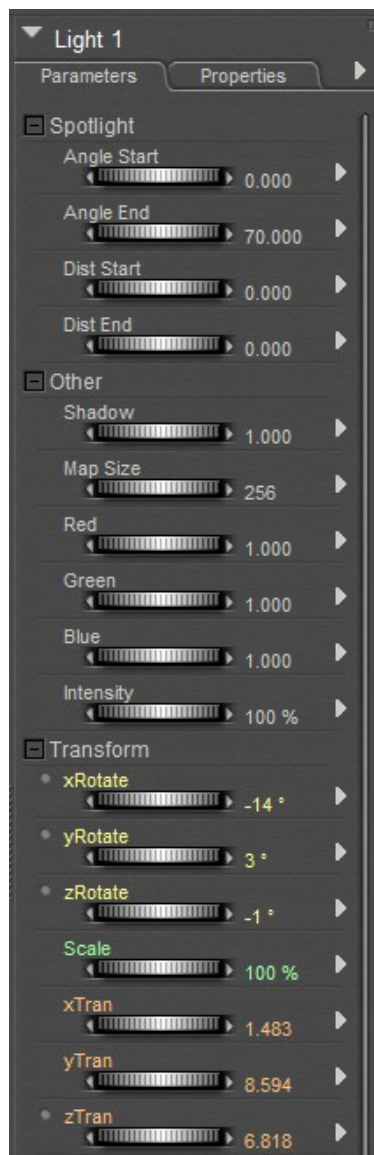 Light 1
Parameters Properties
Spotlight
Angle Start
0.000
Angle End
70.000
Dist Start
0.000
Dist End
0.000
Other
Shadow
1.000
Map Size
256
Red
1.000
Green
1.000
Blue
1.000
Intensity
100 %
Transform
xRotate
-14 °
yRotate
3 °
zRotate
-1 °
Scale
100 %
xTran
1.483
yTran
8.594
zTran
6.818